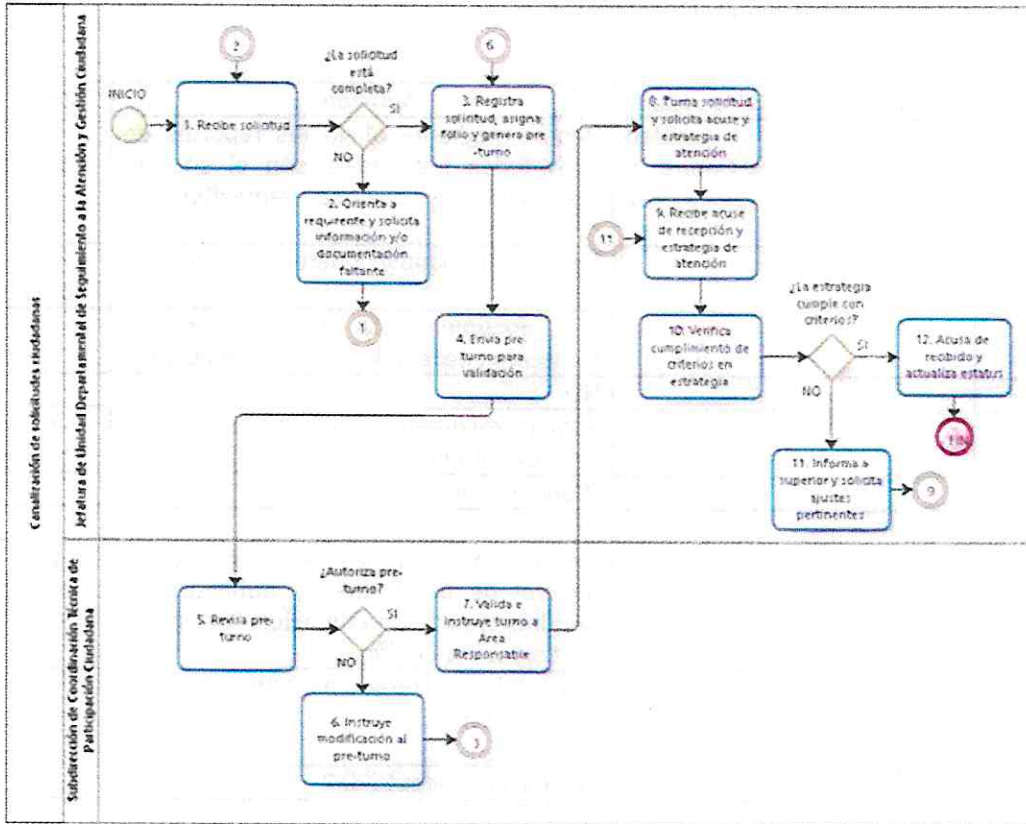 Canalización de solicitudes ciudadanas
Jefatura de Unidad Departamental de Seguimiento a la Atención y Gestión Ciudadana
INICIO
2
1. Recibe solicitud
¿La solicitud
está
completa?
SI
NO
2. Orienta a
requirente y solicita
información y/o
documentación
faltante
1
6
3. Registra
solicitud, asigna
folio y genera pre
-turno
4. Envía pre-
turno para
validación
8. Turna solicitud
y solicita acuse y
estrategia de
atención
11
9. Recibe acuse
de recepción y
estrategia de
atención
10. Verifica
cumplimiento de
criterios en
estrategia
¿La estrategia
cumple con
criterios?
SI
NO
12. Acusa de
recibido y
actualiza estatus
FIN
11. Informa a
superior y solicita
ajustes
pertinentes
9
Subdirección de Coordinación Técnica de
Participación Ciudadana
5. Revisa pre-
turno
¿Autoriza pre-
turno?
SI
NO
7. Valida e
instruye turno a
Área
Responsable
6. Instruye
modificación al
pre-turno
3